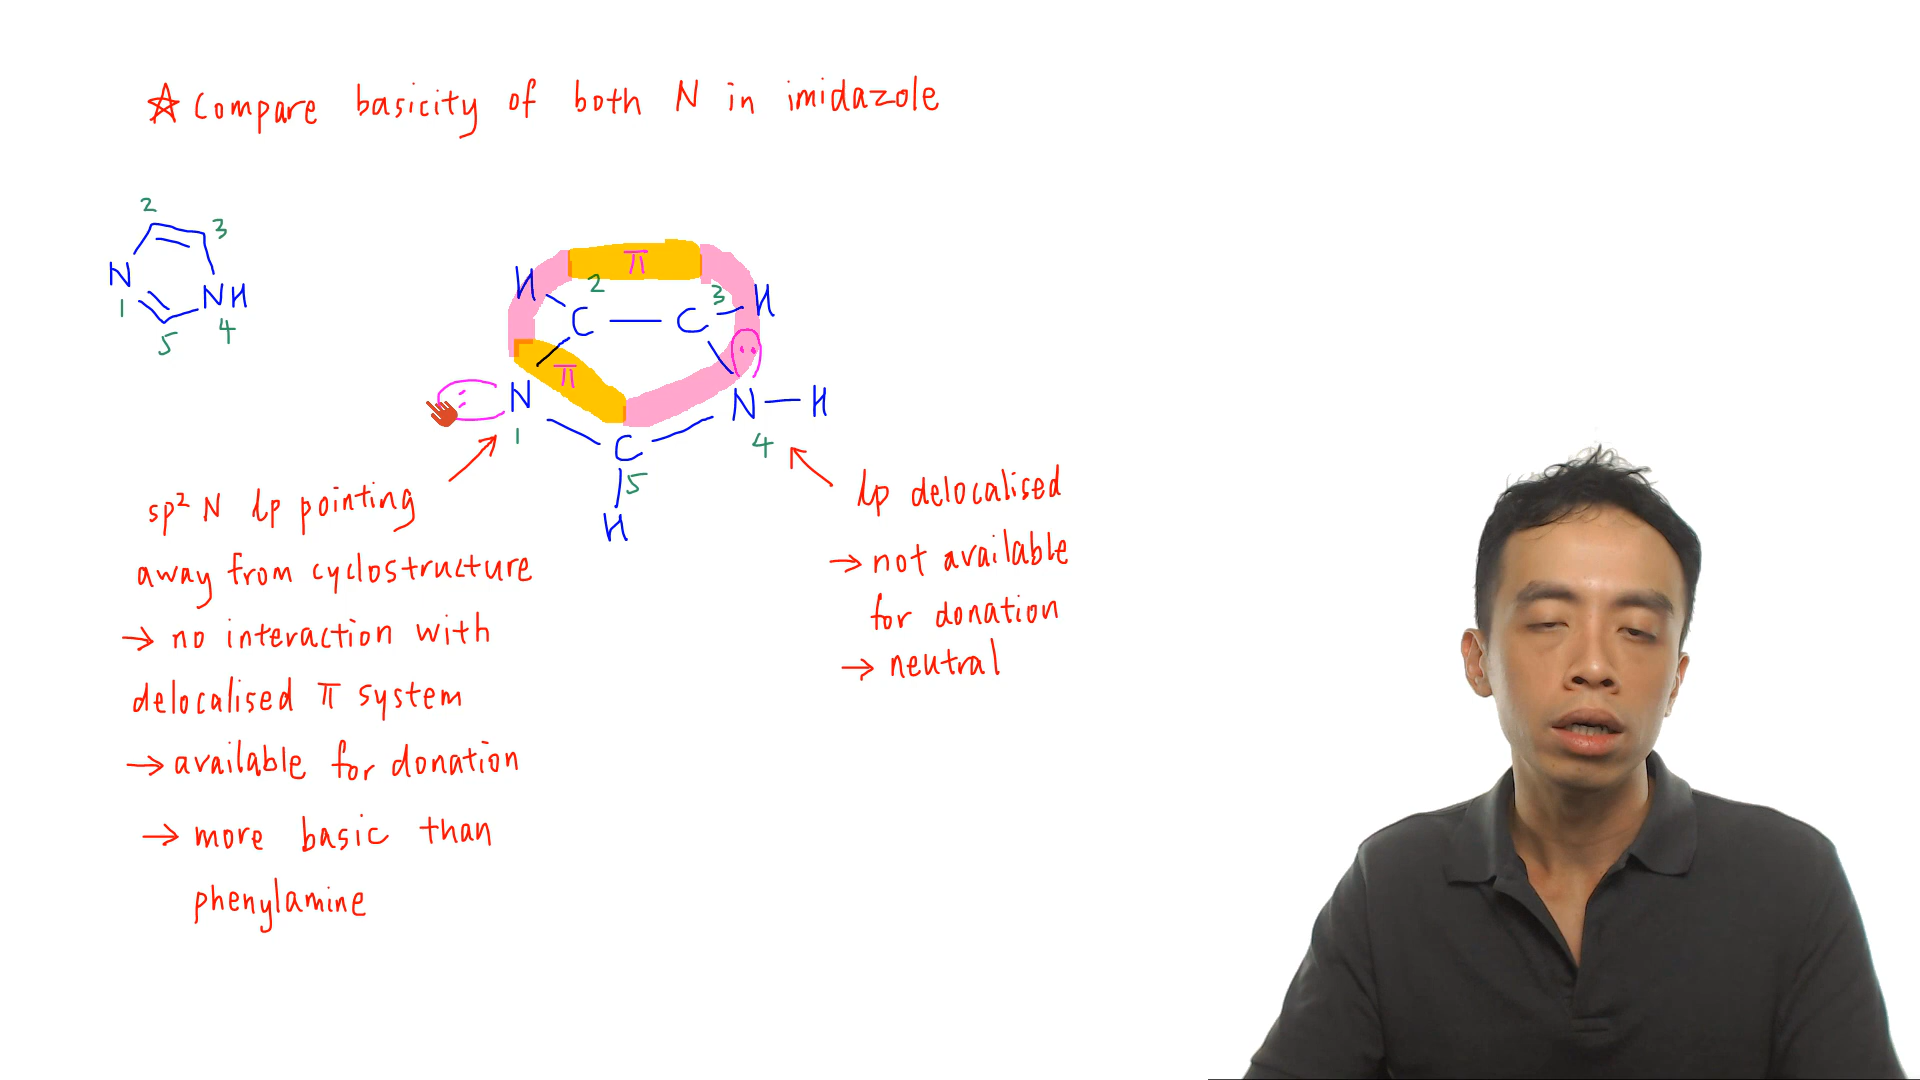 ☆ Compare basicity of both N in imidazole
2
3
N
1
NH
4
5
π
H
2
3
H
C
C
π
:
N
1
:
N
H
4
C
5
H
sp² N lp pointing
away from cyclostructure
→ no interaction with
delocalised π system
→ available for donation
→ more basic than
phenylamine
lp delocalised
→ not available
for donation
→ neutral